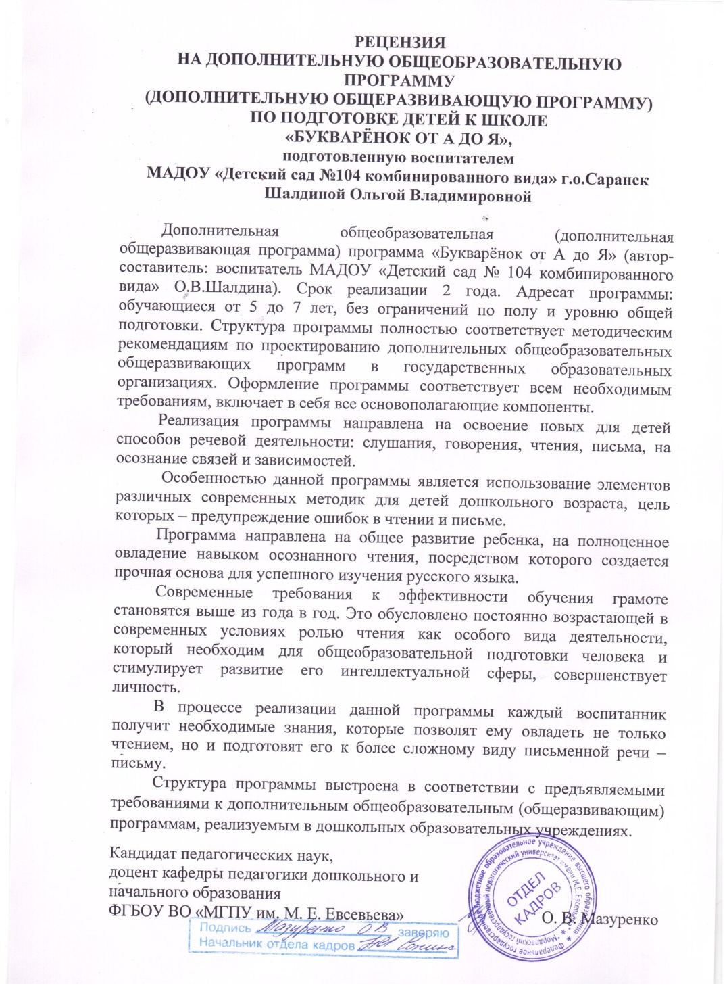 РЕЦЕНЗИЯ
НА ДОПОЛНИТЕЛЬНУЮ ОБЩЕОБРАЗОВАТЕЛЬНУЮ
ПРОГРАММУ
(ДОПОЛНИТЕЛЬНУЮ ОБЩЕРАЗВИВАЮЩУЮ ПРОГРАММУ)
ПО ПОДГОТОВКЕ ДЕТЕЙ К ШКОЛЕ
«БУКВАРЁНОК ОТ А ДО Я»,
подготовленную воспитателем
МАДОУ «Детский сад №104 комбинированного вида» г.о.Саранск
Шалдиной Ольгой Владимировной
Дополнительная общеобразовательная (дополнительная
общеразвивающая программа) программа «Букварёнок от А до Я» (автор-
составитель: воспитатель МАДОУ «Детский сад № 104 комбинированного
вида» О.В.Шалдина). Срок реализации 2 года. Адресат программы:
обучающиеся от 5 до 7 лет, без ограничений по полу и уровню общей
подготовки. Структура программы полностью соответствует методическим
рекомендациям по проектированию дополнительных общеобразовательных
общеразвивающих программ в государственных образовательных
организациях. Оформление программы соответствует всем необходимым
требованиям, включает в себя все основополагающие компоненты.
Реализация программы направлена на освоение новых для детей
способов речевой деятельности: слушания, говорения, чтения, письма, на
осознание связей и зависимостей.
Особенностью данной программы является использование элементов
различных современных методик для детей дошкольного возраста, цель
которых – предупреждение ошибок в чтении и письме.
Программа направлена на общее развитие ребенка, на полноценное
овладение навыком осознанного чтения, посредством которого создается
прочная основа для успешного изучения русского языка.
Современные требования к эффективности обучения грамоте
становятся выше из года в год. Это обусловлено постоянно возрастающей в
современных условиях ролью чтения как особого вида деятельности,
который необходим для общеобразовательной подготовки человека и
стимулирует развитие его интеллектуальной сферы, совершенствует
личность.
В процессе реализации данной программы каждый воспитанник
получит необходимые знания, которые позволят ему овладеть не только
чтением, но и подготовят его к более сложному виду письменной речи –
письму.
Структура программы выстроена в соответствии с предъявляемыми
требованиями к дополнительным общеобразовательным (общеразвивающим)
программам, реализуемым в дошкольных образовательных учреждениях.
Кандидат педагогических наук,
доцент кафедры педагогики дошкольного и
начального образования
ФГБОУ ВО «МГПУ им. М. Е. Евсевьева» О. В. Мазуренко
Подпись Мазуренко О В заверяю
Начальник отдела кадров
ОТДЕЛ
КАДРОВ
Федеральное государственное бюджетное образовательное учреждение высшего образования
Мордовский государственный педагогический университет имени М.Е. Евсевьева